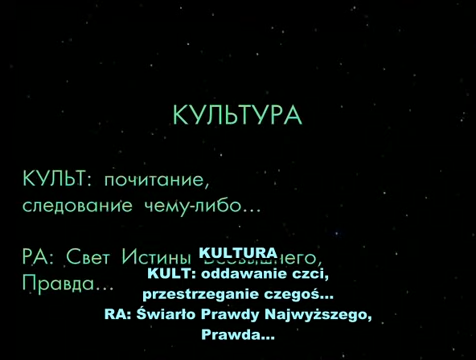 КУЛЬТУРА
КУЛЬТ: почитание,
следование чему-либо...
РА: Свет Истины Всевышнего,
Правда...
KULTURA
KULT: oddawanie czci,
przestrzeganie czegoś...
RA: Świarło Prawdy Najwyższego,
Prawda...